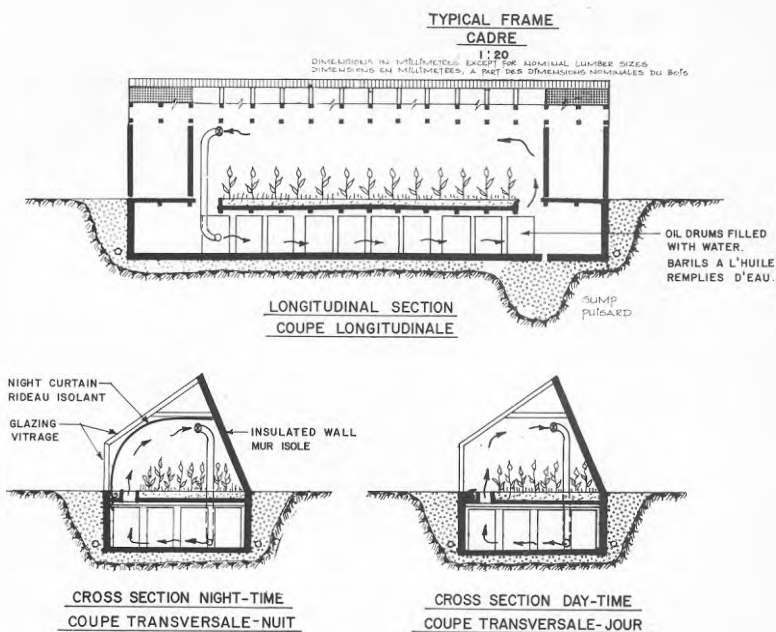 TYPICAL FRAME
CADRE
1:20
DIMENSIONS IN MILLIMETRES EXCEPT FOR NOMINAL LUMBER SIZES
DIMENSIONS EN MILLIMETRES, A PART DES DIMENSIONS NOMINALES DU BOIS
OIL DRUMS FILLED
WITH WATER.
BARILS A L'HUILE
REMPLIES D'EAU.
SUMP
PUISARD
LONGITUDINAL SECTION
COUPE LONGITUDINALE
NIGHT CURTAIN
RIDEAU ISOLANT
GLAZING
VITRAGE
INSULATED WALL
MUR ISOLE
CROSS SECTION NIGHT-TIME
COUPE TRANSVERSALE-NUIT
CROSS SECTION DAY-TIME
COUPE TRANSVERSALE-JOUR